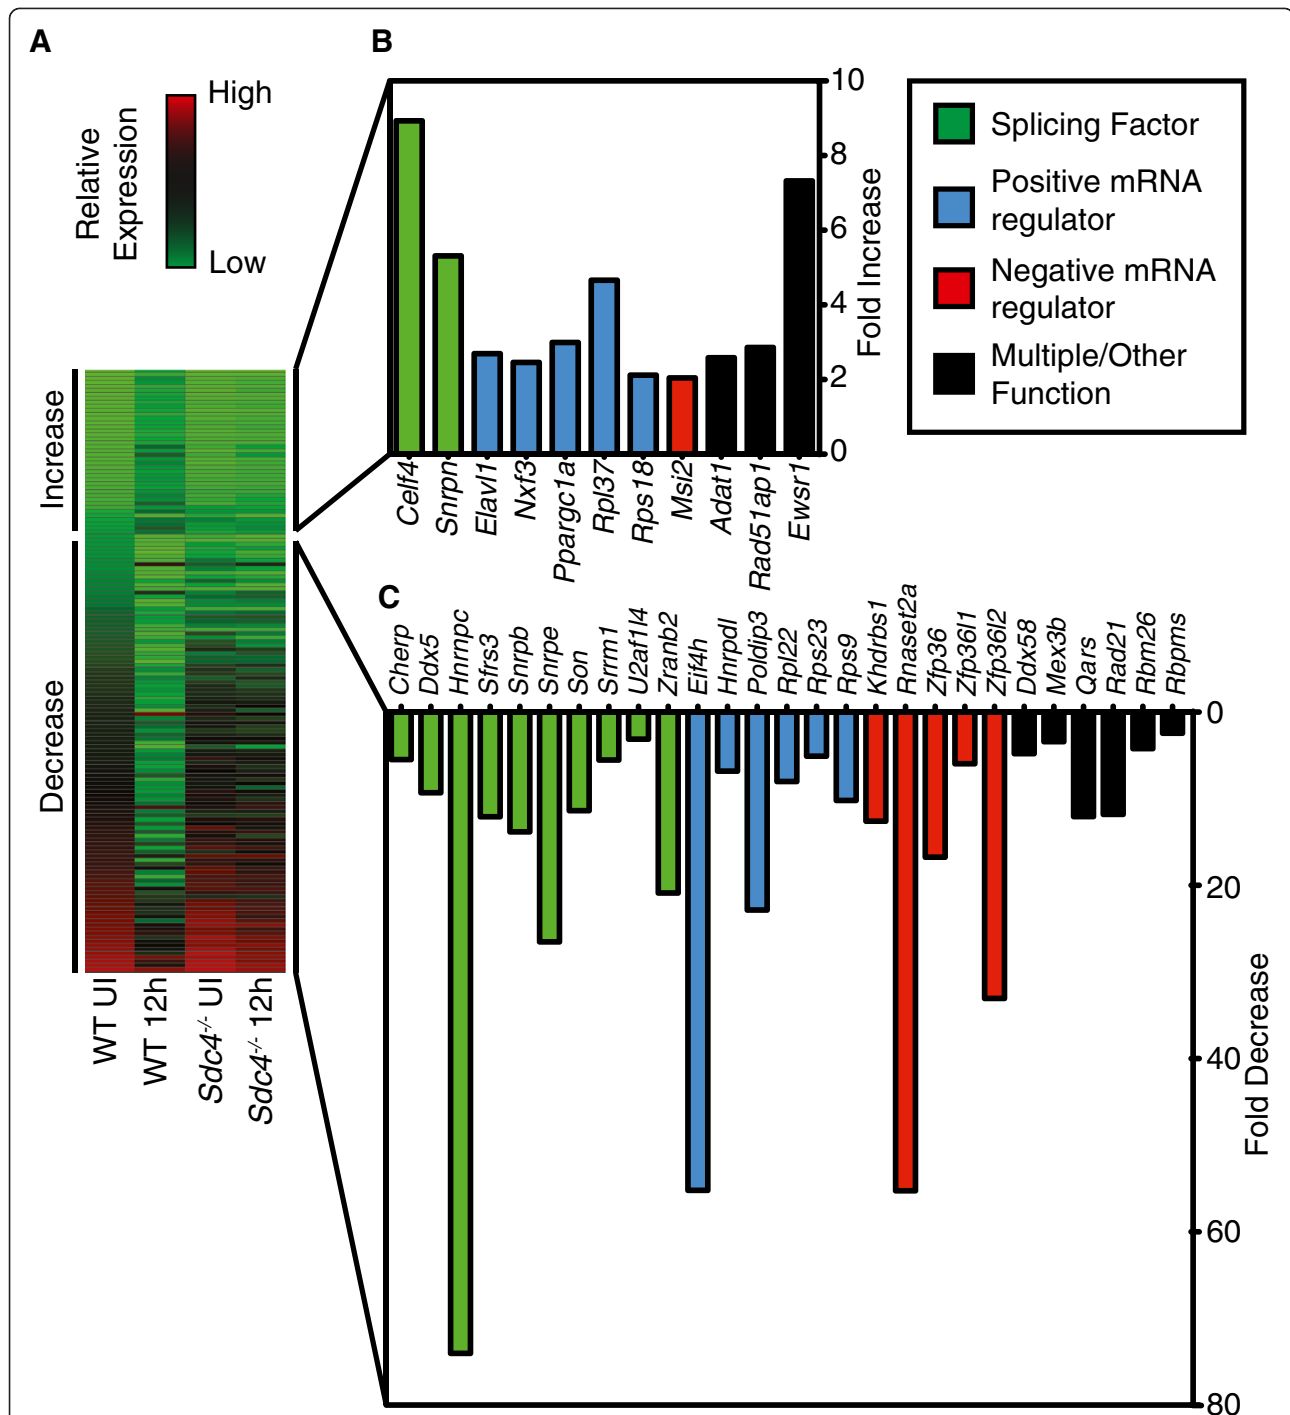 A
Relative
Expression
High
Low
Increase
Decrease
WT UI
WT 12h
Sdc4-/- UI
Sdc4-/- 12h
B
10
8
6
4
2
0
Fold Increase
Celf4
Snrpn
Elavl1
Nxf3
Ppargc1a
Rpl37
Rps18
Msi2
Adat1
Rad51ap1
Ewsr1
Splicing Factor
Positive mRNA
regulator
Negative mRNA
regulator
Multiple/Other
Function
C
Cherp
Ddx5
Hnrnpc
Sfrs3
Snrpb
Snrpe
Son
Srrm1
U2af1l4
Zranb2
Eif4h
Hnrpdl
Poldip3
Rpl22
Rps23
Rps9
Khdrbs1
Rnaset2a
Zfp36
Zfp36l1
Zfp36l2
Ddx58
Mex3b
Qars
Rad21
Rbm26
Rbpms
0
20
40
60
80
Fold Decrease